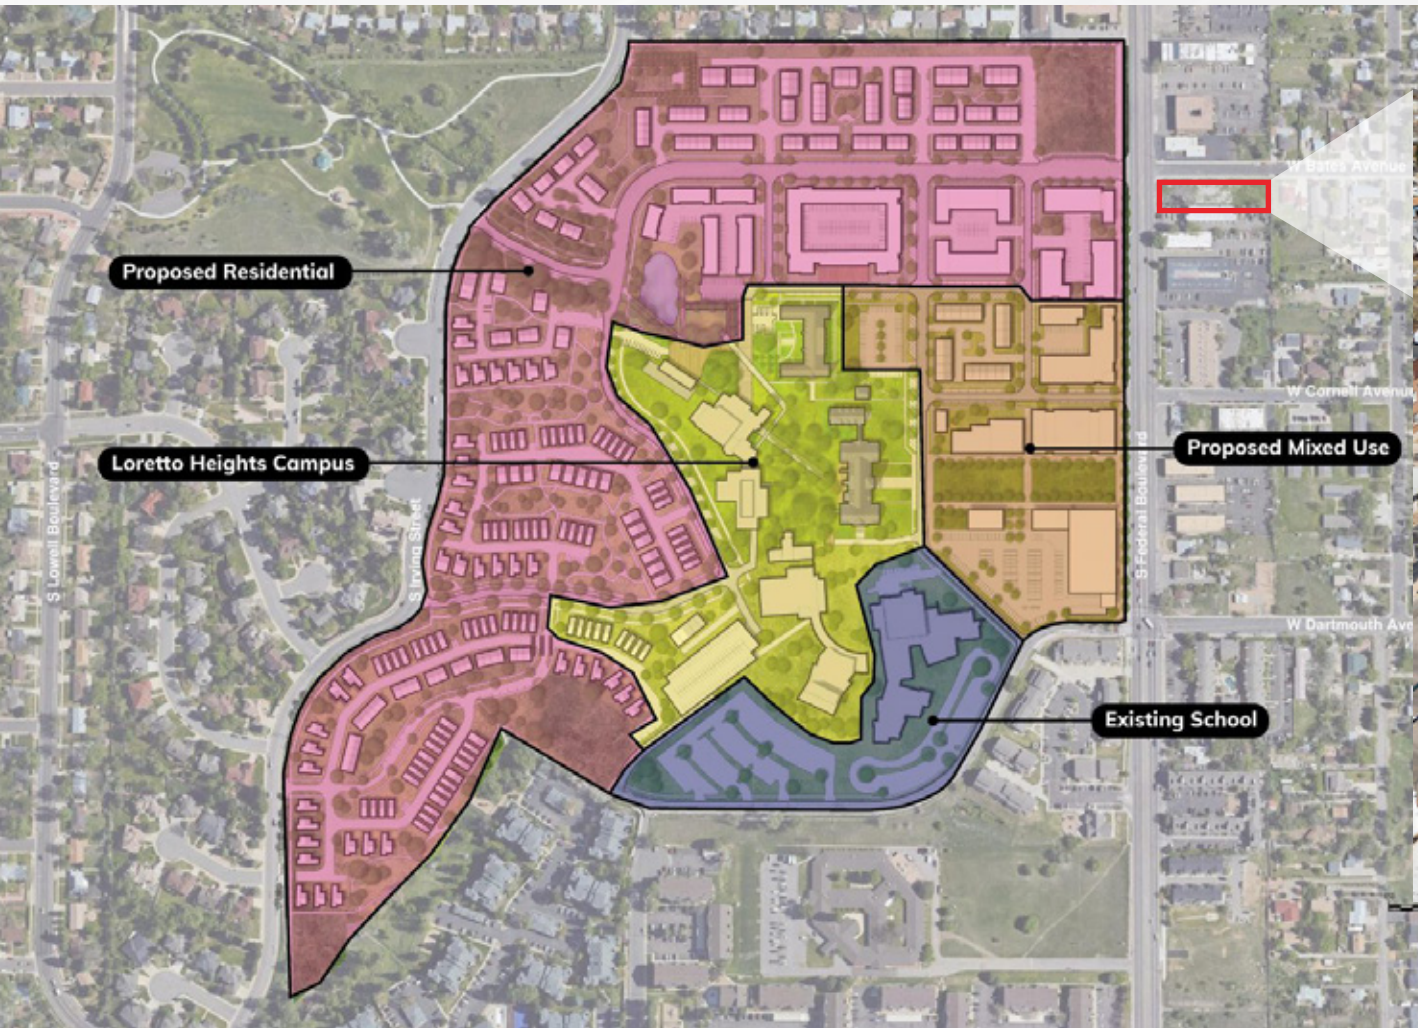 W Bates Avenue
Proposed Residential
W Cornell Avenue
Proposed Mixed Use
Loretto Heights Campus
S Lowell Boulevard
S Irving Street
S Federal Boulevard
W Dartmouth Ave
Existing School